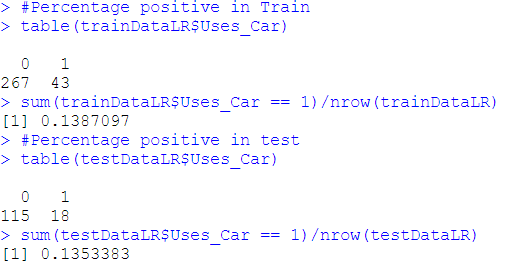 > #Percentage positive in Train
> table(trainDataLR$Uses_Car)
0 1
267 43
> sum(trainDataLR$Uses_Car == 1)/nrow(trainDataLR)
[1] 0.1387097
> #Percentage positive in test
> table(testDataLR$Uses_Car)
0 1
115 18
> sum(testDataLR$Uses_Car == 1)/nrow(testDataLR)
[1] 0.1353383